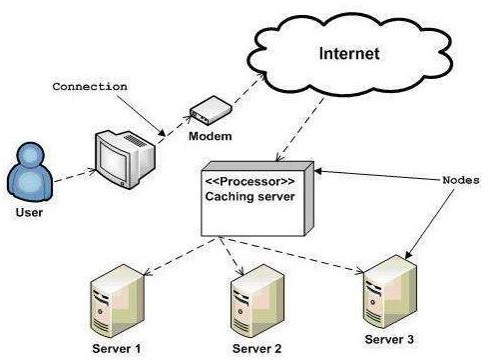 Internet
Connection
Modem
<<Processor>>
Caching server
Nodes
User
Server 1
Server 2
Server 3